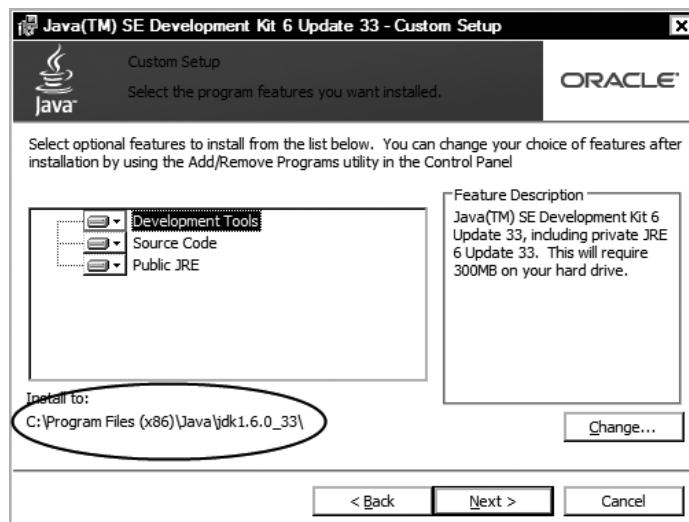 Java(TM) SE Development Kit 6 Update 33 - Custom Setup
Custom Setup
Select the program features you want installed.
Java
ORACLE
Select optional features to install from the list below. You can change your choice of features after
installation by using the Add/Remove Programs utility in the Control Panel
Development Tools
Source Code
Public JRE
Feature Description
Java(TM) SE Development Kit 6
Update 33, including private JRE
6 Update 33. This will require
300MB on your hard drive.
Install to:
C:\Program Files (x86)\Java\jdk1.6.0_33\
Change...
< Back
Next >
Cancel